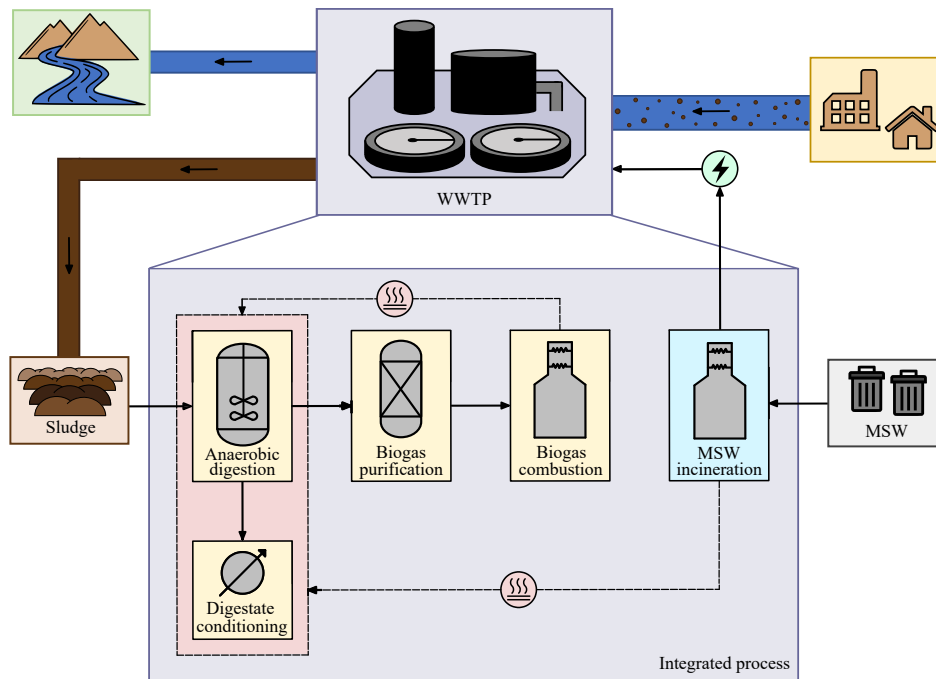 WWTP
Sludge
Anaerobic
digestion
Biogas
purification
Biogas
combustion
MSW
incineration
MSW
Digestate
conditioning
Integrated process